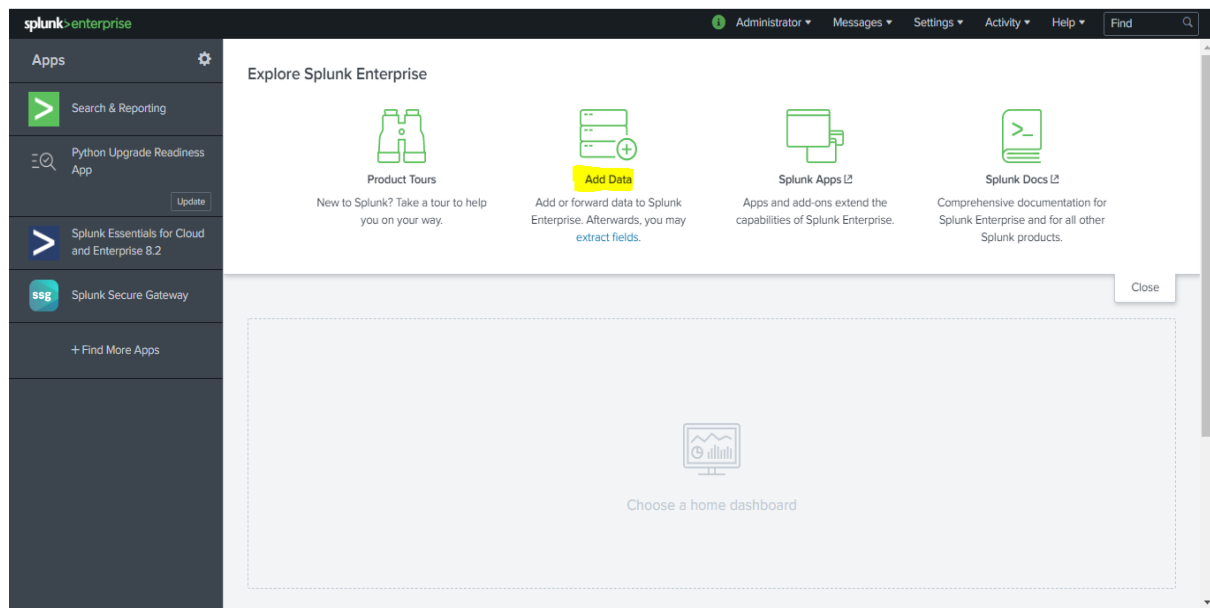 splunk>enterprise
i Administrator Messages Settings Activity Help Find
Apps
Search & Reporting
Python Upgrade Readiness
App
Update
Splunk Essentials for Cloud
and Enterprise 8.2
ssg Splunk Secure Gateway
+ Find More Apps
Explore Splunk Enterprise
Product Tours
New to Splunk? Take a tour to help
you on your way.
Add Data
Add or forward data to Splunk
Enterprise. Afterwards, you may
extract fields.
Splunk Apps
Apps and add-ons extend the
capabilities of Splunk Enterprise.
Splunk Docs
Comprehensive documentation for
Splunk Enterprise and for all other
Splunk products.
Close
Choose a home dashboard